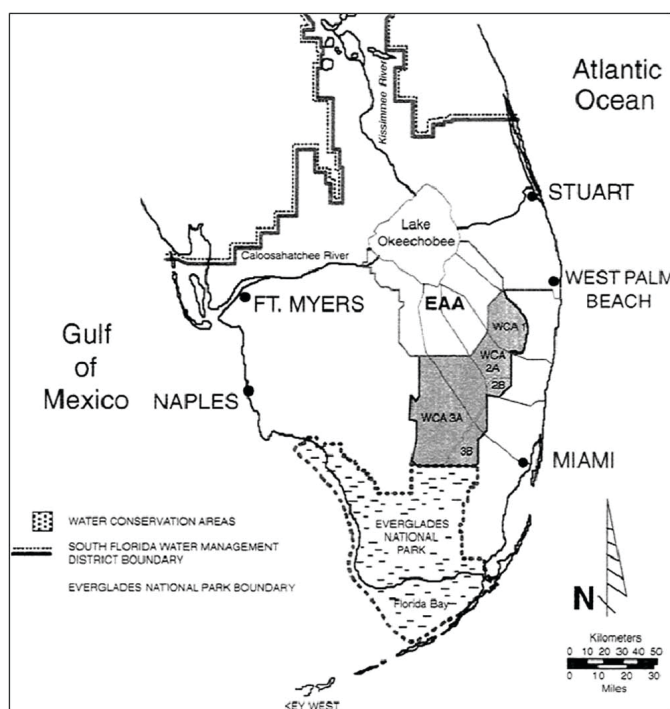 Atlantic
Ocean
Kissimmee River
STUART
Lake
Okeechobee
Caloosahatchee River
WEST PALM
BEACH
FT. MYERS
EAA
WCA 1
Gulf
of
Mexico
WCA
2A
2B
NAPLES
WCA 3A
3B
MIAMI
WATER CONSERVATION AREAS
SOUTH FLORIDA WATER MANAGEMENT
DISTRICT BOUNDARY
EVERGLADES NATIONAL PARK BOUNDARY
EVERGLADES
NATIONAL
PARK
Florida Bay
N
Kilometers
0 10 20 30 40 50
0 10 20 30
Miles
KEY WEST